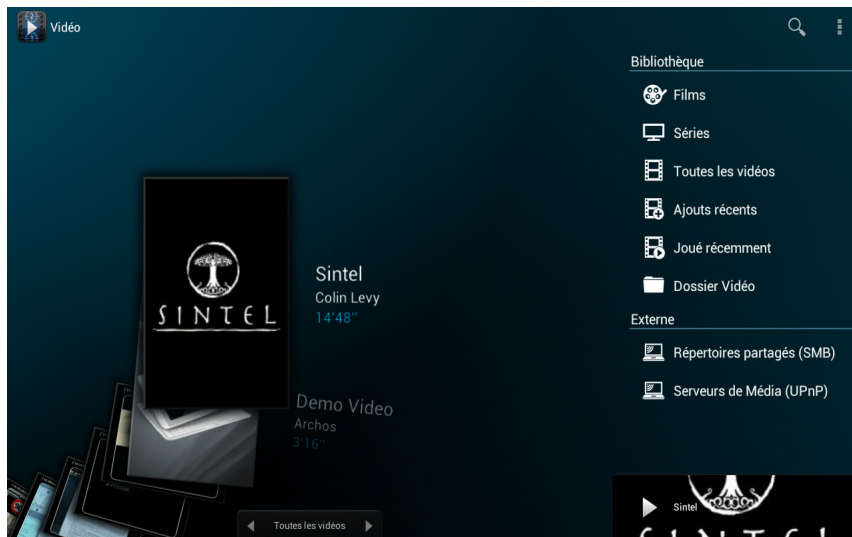 Vidéo
Bibliothèque
Films
Séries
Toutes les vidéos
Ajouts récents
Joué récemment
Dossier Vidéo
Externe
Répertoires partagés (SMB)
Serveurs de Média (UPnP)
SINTEL
Sintel
Colin Levy
14'48''
Demo Video
Archos
3'16''
Toutes les vidéos
Sintel